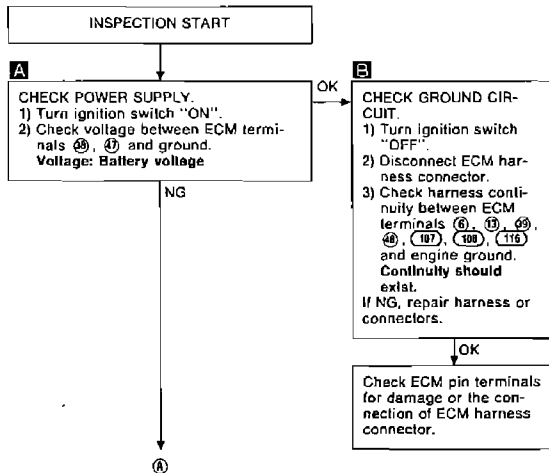 INSPECTION START
A
CHECK POWER SUPPLY.
1) Turn ignition switch "ON".
2) Check voltage between ECM termi-
nals 38, 47 and ground.
Voltage: Battery voltage
OK
NG
B
CHECK GROUND CIR-
CUIT.
1) Turn ignition switch
"OFF".
2) Disconnect ECM har-
ness connector.
3) Check harness conti-
nuity between ECM
terminals 6, 13, 39,
48, 107, 108, 116
and engine ground.
Continuity should
exist.
If NG, repair harness or
connectors.
OK
Check ECM pin terminals
for damage or the con-
nection of ECM harness
connector.
A